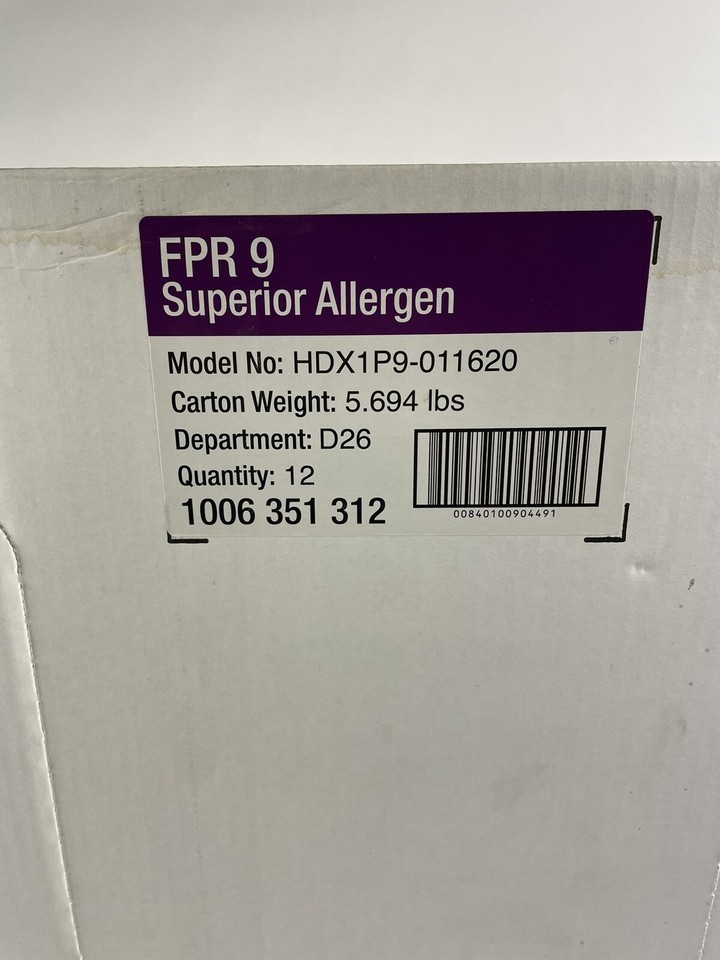 FPR 9
Superior Allergen
Model No: HDX1P9-011620
Carton Weight: 5.694 lbs
Department: D26
Quantity: 12
1006 351 312
00840100904491